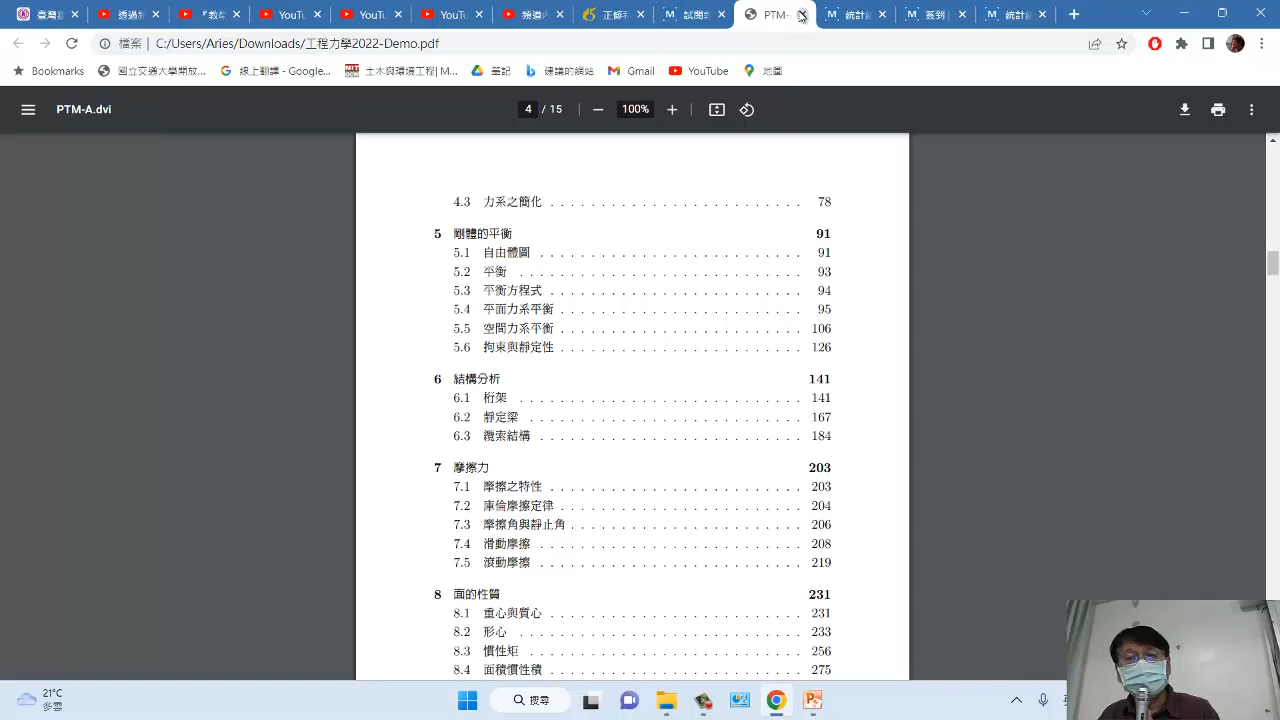 YouTu
YouTu
YouTu
PTM-
檔案 | C:/Users/Aries/Downloads/工程力學2022-Demo.pdf
Bookmarks 國立交通大學開放... 線上翻譯 - Google... 土木與環境工程| M... 筆記 建議的網站 Gmail YouTube 地圖
PTM-A.dvi 4 / 15 100%
4.3 力系之簡化 78
5 剛體的平衡 91
5.1 自由體圖 91
5.2 平衡 93
5.3 平衡方程式 94
5.4 平面力系平衡 95
5.5 空間力系平衡 106
5.6 拘束與靜定性 126
6 結構分析 141
6.1 桁架 141
6.2 靜定梁 167
6.3 纜索結構 184
7 摩擦力 203
7.1 摩擦之特性 203
7.2 庫倫摩擦定律 204
7.3 摩擦角與靜止角 206
7.4 滑動摩擦 208
7.5 滾動摩擦 219
8 面的性質 231
8.1 重心與質心 231
8.2 形心 233
8.3 慣性矩 256
8.4 面積慣性積 275
21°C
多雲
搜尋